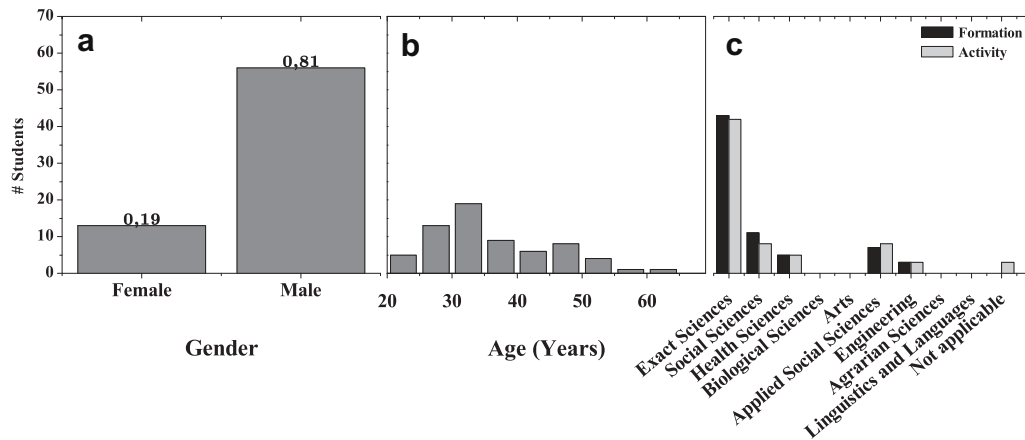 # Students
70
60
50
40
30
20
10
0
a
0,19
0,81
Female
Male
Gender
b
20
30
40
50
60
Age (Years)
c
Formation
Activity
Exact Sciences
Social Sciences
Health Sciences
Biological Sciences
Arts
Applied Social Sciences
Engineering
Agrarian Sciences
Linguistics and Languages
Not applicable